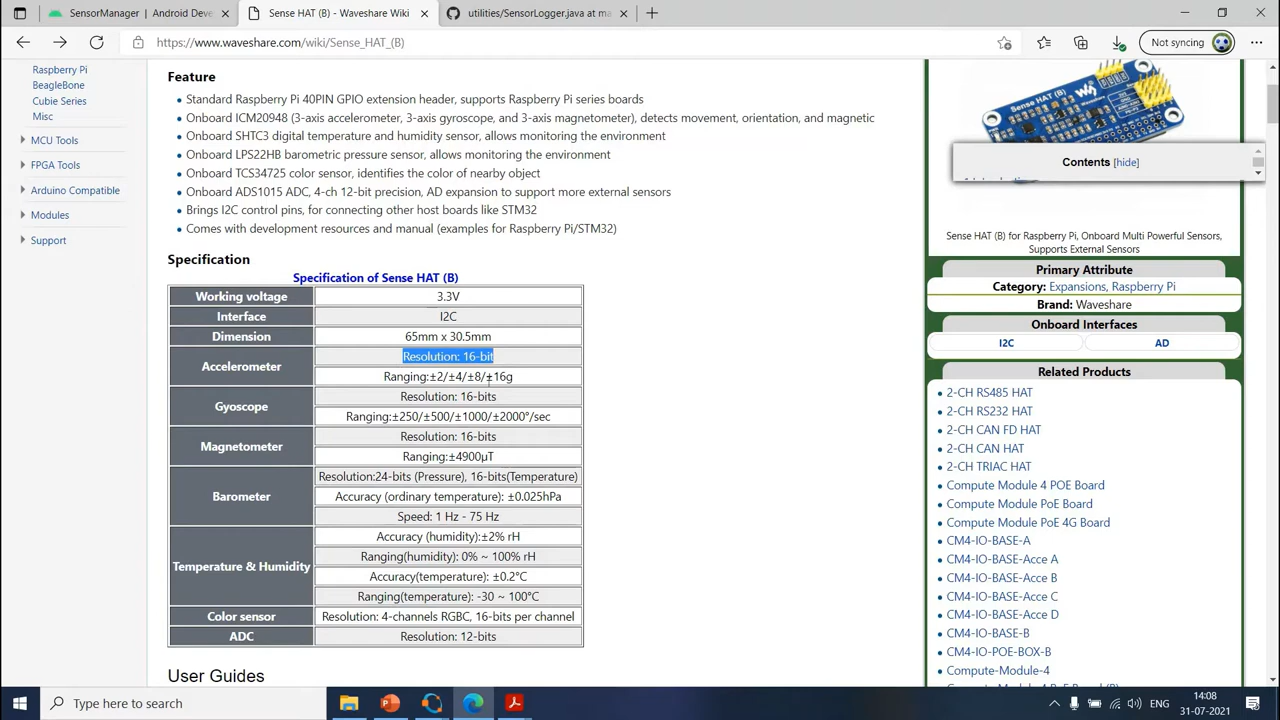 SensorManager | Android Deve
Sense HAT (B) - Waveshare Wiki
utilities/SensorLogger.java at ma
https://www.waveshare.com/wiki/Sense_HAT_(B)
Not syncing
Raspberry Pi
BeagleBone
Cubie Series
Misc
MCU Tools
FPGA Tools
Arduino Compatible
Modules
Support
Feature
Standard Raspberry Pi 40PIN GPIO extension header, supports Raspberry Pi series boards
Onboard ICM20948 (3-axis accelerometer, 3-axis gyroscope, and 3-axis magnetometer), detects movement, orientation, and magnetic
Onboard SHTC3 digital temperature and humidity sensor, allows monitoring the environment
Onboard LPS22HB barometric pressure sensor, allows monitoring the environment
Onboard TCS34725 color sensor, identifies the color of nearby object
Onboard ADS1015 ADC, 4-ch 12-bit precision, AD expansion to support more external sensors
Brings I2C control pins, for connecting other host boards like STM32
Comes with development resources and manual (examples for Raspberry Pi/STM32)
Specification
Specification of Sense HAT (B)
Working voltage 3.3V
Interface I2C
Dimension 65mm x 30.5mm
Accelerometer Resolution: 16-bit
Ranging:±2/±4/±8/±16g
Gyoscope Resolution: 16-bits
Ranging:±250/±500/±1000/±2000°/sec
Magnetometer Resolution: 16-bits
Ranging:±4900μT
Barometer Resolution:24-bits (Pressure), 16-bits(Temperature)
Accuracy (ordinary temperature): ±0.025hPa
Speed: 1 Hz - 75 Hz
Temperature & Humidity Accuracy (humidity):±2% rH
Ranging(humidity): 0% ~ 100% rH
Accuracy(temperature): ±0.2°C
Ranging(temperature): -30 ~ 100°C
Color sensor Resolution: 4-channels RGBC, 16-bits per channel
ADC Resolution: 12-bits
User Guides
Sense HAT (B)
Contents [hide]
Sense HAT (B) for Raspberry Pi, Onboard Multi Powerful Sensors,
Supports External Sensors
Primary Attribute
Category: Expansions, Raspberry Pi
Brand: Waveshare
Onboard Interfaces
I2C AD
Related Products
2-CH RS485 HAT
2-CH RS232 HAT
2-CH CAN FD HAT
2-CH CAN HAT
2-CH TRIAC HAT
Compute Module 4 POE Board
Compute Module PoE Board
Compute Module PoE 4G Board
CM4-IO-BASE-A
CM4-IO-BASE-Acce A
CM4-IO-BASE-Acce B
CM4-IO-BASE-Acce C
CM4-IO-BASE-Acce D
CM4-IO-BASE-B
CM4-IO-POE-BOX-B
Compute-Module-4
Type here to search
ENG
14:08
31-07-2021